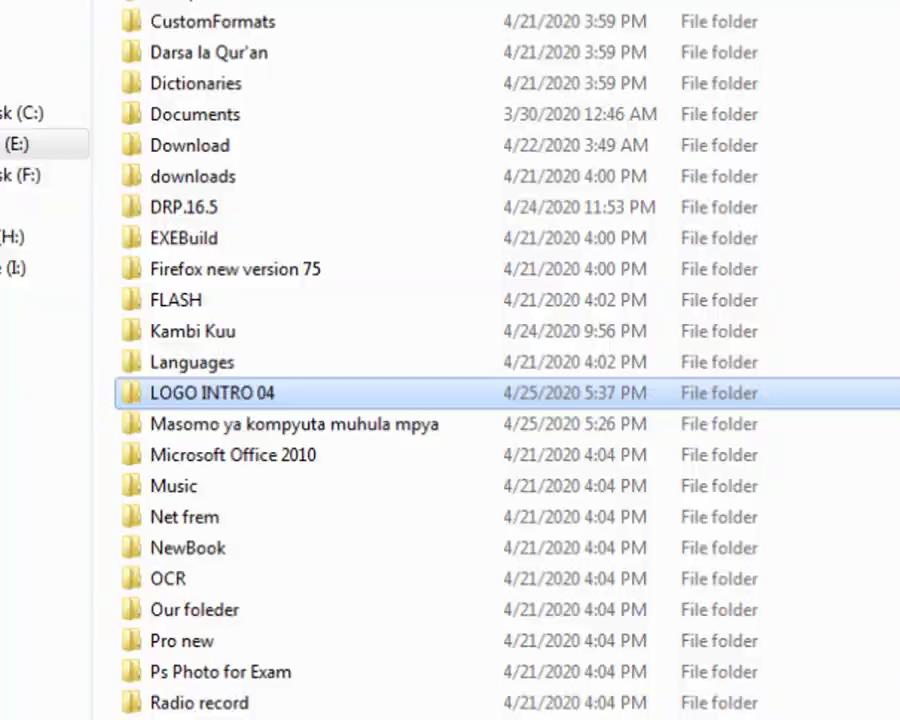 CustomFormats 4/21/2020 3:59 PM File folder
Darsa la Qur'an 4/21/2020 3:59 PM File folder
Dictionaries 4/21/2020 3:59 PM File folder
sk (C:) Documents 3/30/2020 12:46 AM File folder
(E:) Download 4/22/2020 3:49 AM File folder
sk (F:) downloads 4/21/2020 4:00 PM File folder
DRP.16.5 4/24/2020 11:53 PM File folder
(H:) EXEBuild 4/21/2020 4:00 PM File folder
(I:) Firefox new version 75 4/21/2020 4:00 PM File folder
FLASH 4/21/2020 4:02 PM File folder
Kambi Kuu 4/24/2020 9:56 PM File folder
Languages 4/21/2020 4:02 PM File folder
LOGO INTRO 04 4/25/2020 5:37 PM File folder
Masomo ya kompyuta muhula mpya 4/25/2020 5:26 PM File folder
Microsoft Office 2010 4/21/2020 4:04 PM File folder
Music 4/21/2020 4:04 PM File folder
Net frem 4/21/2020 4:04 PM File folder
NewBook 4/21/2020 4:04 PM File folder
OCR 4/21/2020 4:04 PM File folder
Our foleder 4/21/2020 4:04 PM File folder
Pro new 4/21/2020 4:04 PM File folder
Ps Photo for Exam 4/21/2020 4:04 PM File folder
Radio record 4/21/2020 4:04 PM File folder